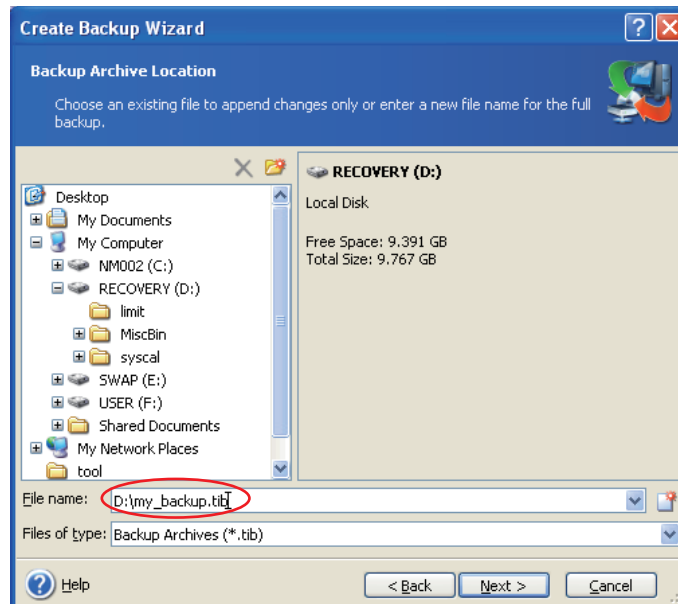 Create Backup Wizard
Backup Archive Location
Choose an existing file to append changes only or enter a new file name for the full
backup.
Desktop
My Documents
My Computer
NM002 (C:)
RECOVERY (D:)
limit
MiscBin
syscal
SWAP (E:)
USER (F:)
Shared Documents
My Network Places
tool
RECOVERY (D:)
Local Disk
Free Space: 9.391 GB
Total Size: 9.767 GB
File name: D:\my_backup.tib
Files of type: Backup Archives (*.tib)
Help
< Back
Next >
Cancel